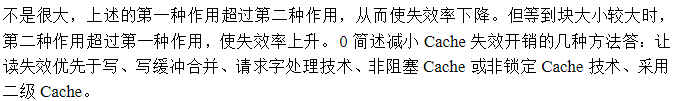 不是很大，上述的第一种作用超过第二种作用，从而使失效率下降。但等到块大小较大时，
第二种作用超过第一种作用，使失效率上升。0 简述减小 Cache 失效开销的几种方法答：让
读失效优先于写、写缓冲合并、请求字处理技术、非阻塞 Cache 或非锁定 Cache 技术、采用
二级 Cache。